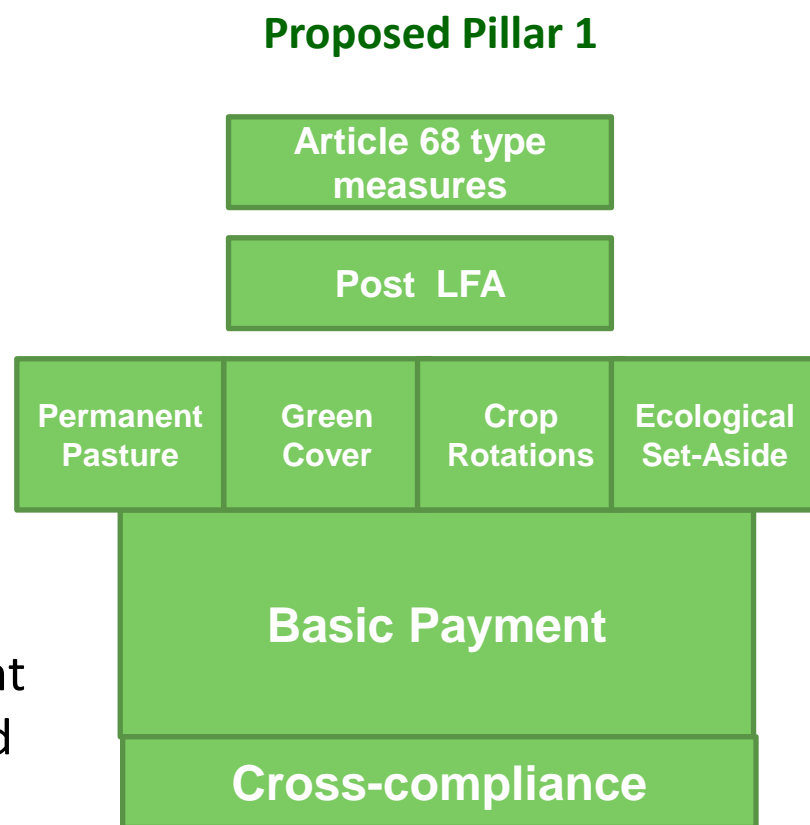 Proposed Pillar 1
Article 68 type
measures
Post LFA
Permanent
Pasture
Green
Cover
Crop
Rotations
Ecological
Set-Aside
Basic Payment
Cross-compliance